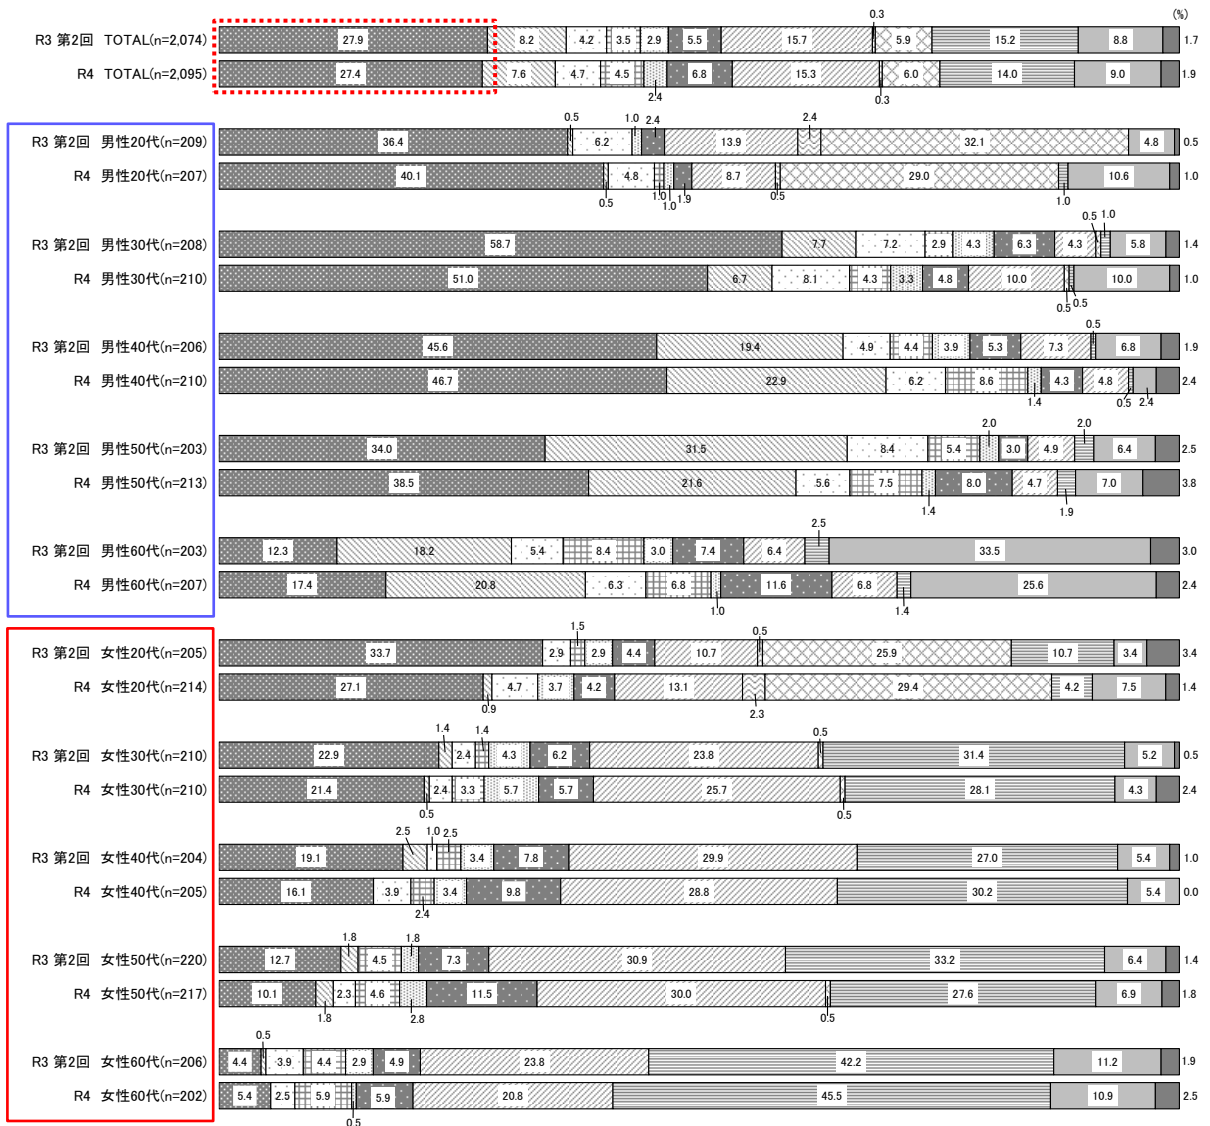 (%)
0.3
R3 第2回 TOTAL(n=2,074) 27.9 8.2 4.2 3.5 2.9 5.5 15.7 5.9 15.2 8.8 1.7
R4 TOTAL(n=2,095) 27.4 7.6 4.7 4.5 6.8 15.3 6.0 14.0 9.0 1.9
2.4 0.3
0.5 1.0 2.4 2.4
R3 第2回 男性20代(n=209) 36.4 6.2 13.9 32.1 4.8 0.5
R4 男性20代(n=207) 40.1 4.8 8.7 29.0 10.6 1.0
0.5 1.0 1.0 1.9 0.5 1.0
0.5 1.0
R3 第2回 男性30代(n=208) 58.7 7.7 7.2 2.9 4.3 6.3 4.3 5.8 1.4
R4 男性30代(n=210) 51.0 6.7 8.1 4.3 3.3 4.8 10.0 10.0 1.0
0.5 0.5
0.5
R3 第2回 男性40代(n=206) 45.6 19.4 4.9 4.4 3.9 5.3 7.3 6.8 1.9
R4 男性40代(n=210) 46.7 22.9 6.2 8.6 4.3 4.8 2.4
1.4 0.5 2.4
2.0 2.0
R3 第2回 男性50代(n=203) 34.0 31.5 8.4 5.4 3.0 4.9 6.4 2.5
R4 男性50代(n=213) 38.5 21.6 5.6 7.5 8.0 4.7 7.0 3.8
1.4 1.9
2.5
R3 第2回 男性60代(n=203) 12.3 18.2 5.4 8.4 3.0 7.4 6.4 33.5 3.0
R4 男性60代(n=207) 17.4 20.8 6.3 6.8 11.6 6.8 25.6 2.4
1.0 1.4
1.5 0.5
R3 第2回 女性20代(n=205) 33.7 2.9 2.9 4.4 10.7 25.9 10.7 3.4 3.4
R4 女性20代(n=214) 27.1 4.7 3.7 4.2 13.1 29.4 4.2 7.5 1.4
0.9 2.3
1.4 1.4 0.5
R3 第2回 女性30代(n=210) 22.9 2.4 4.3 6.2 23.8 31.4 5.2 0.5
R4 女性30代(n=210) 21.4 2.4 3.3 5.7 5.7 25.7 28.1 4.3 2.4
0.5 0.5
2.5 1.0 2.5
R3 第2回 女性40代(n=204) 19.1 3.4 7.8 29.9 27.0 5.4 1.0
R4 女性40代(n=205) 16.1 3.9 3.4 9.8 28.8 30.2 5.4 0.0
2.4
1.8 1.8
R3 第2回 女性50代(n=220) 12.7 4.5 7.3 30.9 33.2 6.4 1.4
R4 女性50代(n=217) 10.1 2.3 4.6 11.5 30.0 27.6 6.9 1.8
1.8 2.8 0.5
0.5
R3 第2回 女性60代(n=206) 4.4 3.9 4.4 2.9 4.9 23.8 42.2 11.2 1.9
R4 女性60代(n=202) 5.4 2.5 5.9 5.9 20.8 45.5 10.9 2.5
0.5